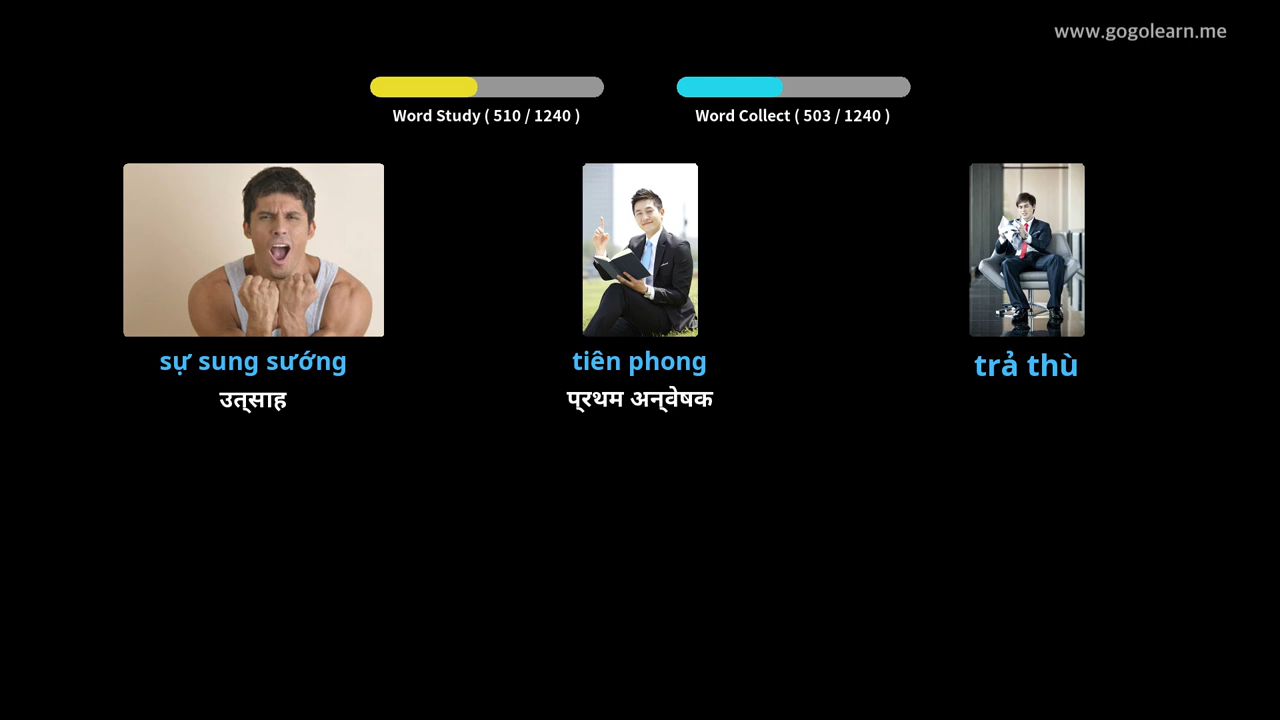 www.gogolearn.me
Word Study ( 510 / 1240 )
Word Collect ( 503 / 1240 )
sự sung sướng
tiên phong
trả thù
उत्साह
प्रथम अन्वेषक